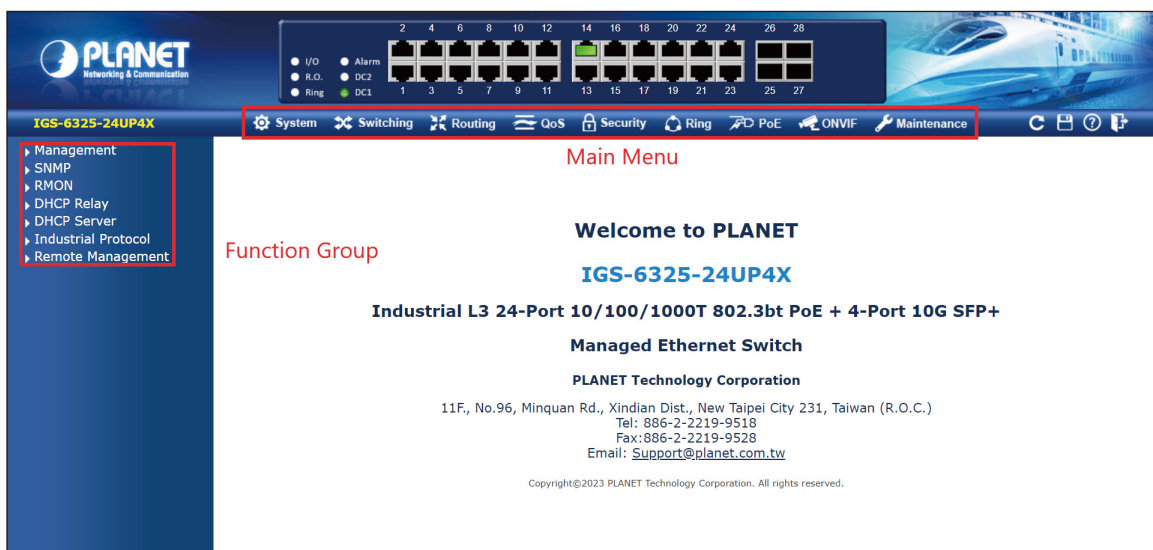 PLANET
Networking & Communication
2 4 6 8 10 12 14 16 18 20 22 24 26 28
I/O Alarm
R.O. DC2
Ring DC1
1 3 5 7 9 11 13 15 17 19 21 23 25 27
IGS-6325-24UP4X
System Switching Routing QoS Security Ring PoE ONVIF Maintenance
Main Menu
Management
SNMP
RMON
DHCP Relay
DHCP Server
Industrial Protocol
Remote Management
Function Group
Welcome to PLANET
IGS-6325-24UP4X
Industrial L3 24-Port 10/100/1000T 802.3bt PoE + 4-Port 10G SFP+
Managed Ethernet Switch
PLANET Technology Corporation
11F., No.96, Minquan Rd., Xindian Dist., New Taipei City 231, Taiwan (R.O.C.)
Tel: 886-2-2219-9518
Fax:886-2-2219-9528
Email: Support@planet.com.tw
Copyright©2023 PLANET Technology Corporation. All rights reserved.